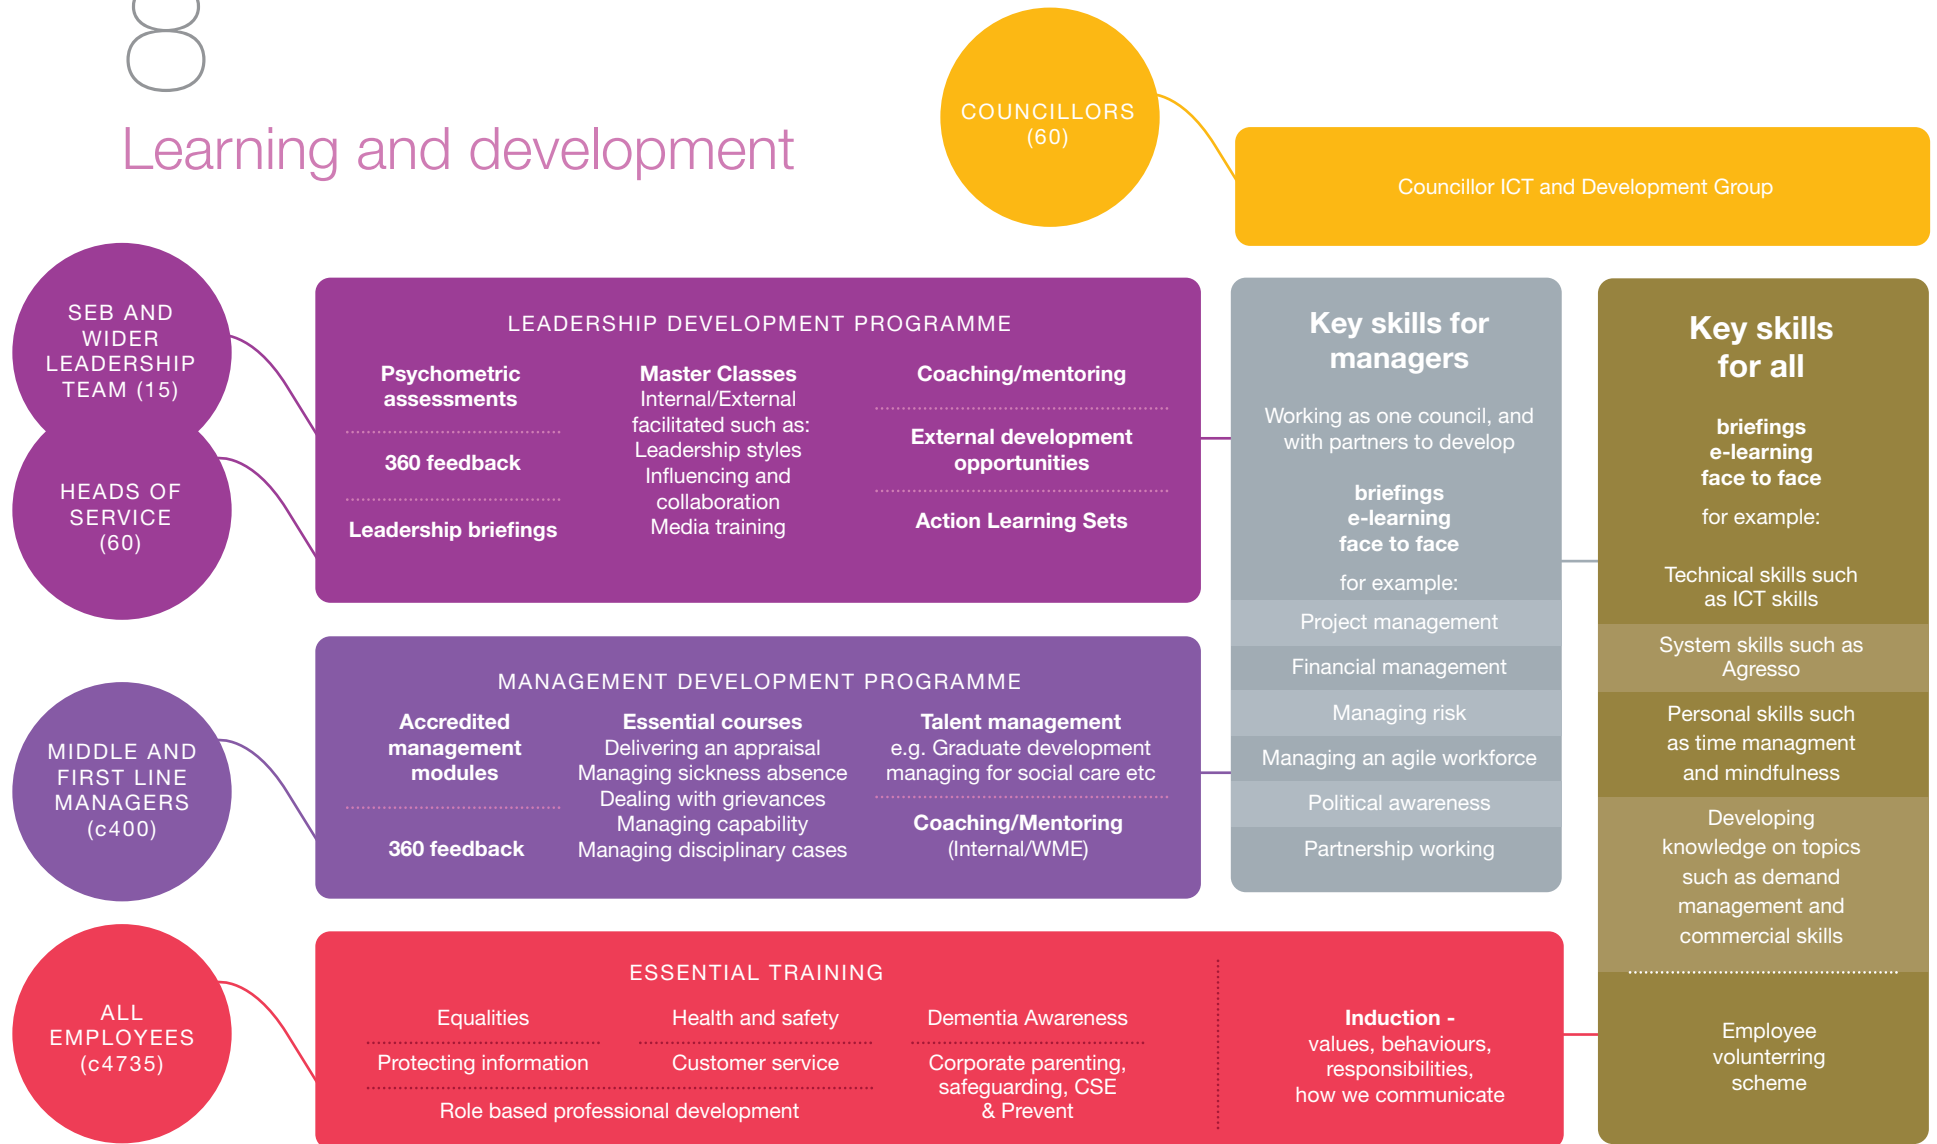 8
Learning and development
COUNCILLORS
(60)
Councillor ICT and Development Group
SEB AND
WIDER
LEADERSHIP
TEAM (15)
HEADS OF
SERVICE
(60)
LEADERSHIP DEVELOPMENT PROGRAMME
Psychometric
assessments
360 feedback
Leadership briefings
Master Classes
Internal/External
facilitated such as:
Leadership styles
Influencing and
collaboration
Media training
Coaching/mentoring
External development
opportunities
Action Learning Sets
Key skills for
managers
Working as one council, and
with partners to develop
briefings
e-learning
face to face
for example:
Project management
Financial management
Managing risk
Managing an agile workforce
Political awareness
Partnership working
Key skills
for all
briefings
e-learning
face to face
for example:
Technical skills such
as ICT skills
System skills such as
Agresso
Personal skills such
as time managment
and mindfulness
Developing
knowledge on topics
such as demand
management and
commercial skills
Employee
volunterring
scheme
MIDDLE AND
FIRST LINE
MANAGERS
(c400)
MANAGEMENT DEVELOPMENT PROGRAMME
Accredited
management
modules
360 feedback
Essential courses
Delivering an appraisal
Managing sickness absence
Dealing with grievances
Managing capability
Managing disciplinary cases
Talent management
e.g. Graduate development
managing for social care etc
Coaching/Mentoring
(Internal/WME)
ALL
EMPLOYEES
(c4735)
ESSENTIAL TRAINING
Equalities
Health and safety
Dementia Awareness
Protecting information
Customer service
Corporate parenting,
safeguarding, CSE
& Prevent
Role based professional development
Induction -
values, behaviours,
responsibilities,
how we communicate